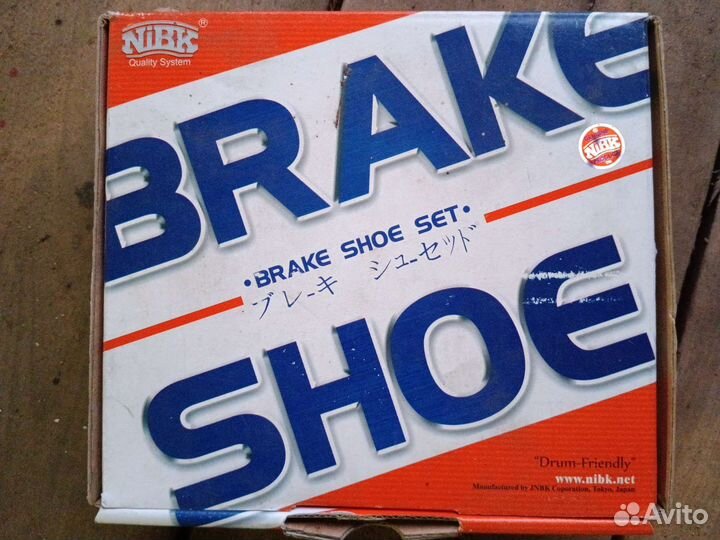 NiBK®
Quality System
BRAKE
NiBK
•BRAKE SHOE SET•
ブレーキ シューセッド
SHOE
"Drum-Friendly"
www.nibk.net
Manufactured by JNBK Coporation, Tokyo, Japan
Avito